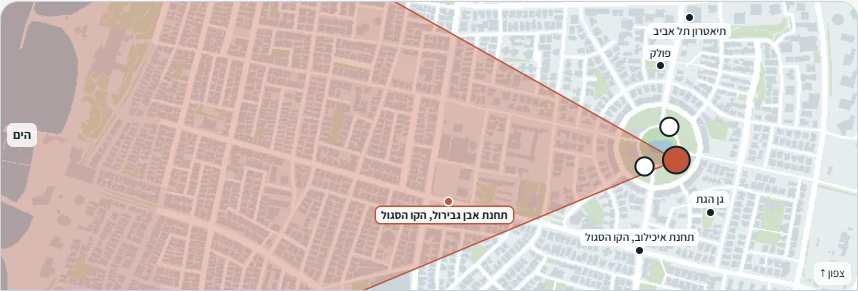 תיאטרון תל אביב
פולק
הים
גן הגת
תחנת אבן גבירול, הקו הסגול
תחנת איכילוב, הקו הסגול
צפון ↑